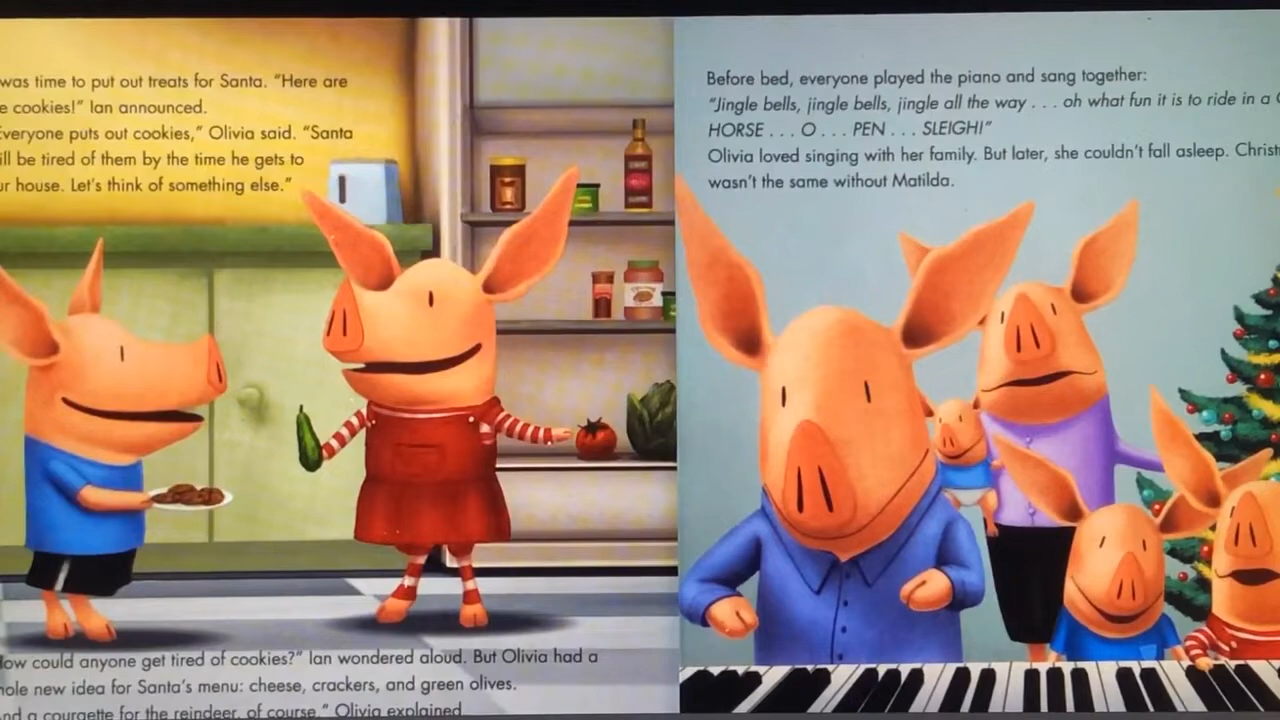 was time to put out treats for Santa. “Here are
e cookies!” Ian announced.
Everyone puts out cookies,” Olivia said. “Santa
ill be tired of them by the time he gets to
ur house. Let’s think of something else.”
How could anyone get tired of cookies?” Ian wondered aloud. But Olivia had a
hole new idea for Santa’s menu: cheese, crackers, and green olives.
nd a courgette for the reindeer, of course,” Olivia explained
Before bed, everyone played the piano and sang together:
“Jingle bells, jingle bells, jingle all the way . . . oh what fun it is to ride in a
HORSE . . . O . . . PEN . . . SLEIGH!”
Olivia loved singing with her family. But later, she couldn’t fall asleep. Christ
wasn’t the same without Matilda.